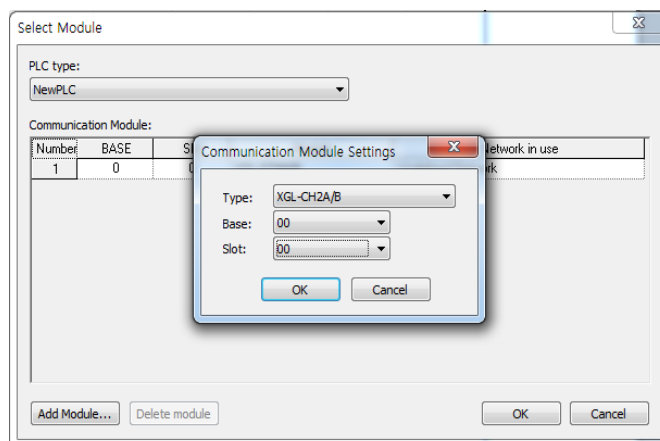 Select Module
PLC type:
NewPLC
Communication Module:
Number BASE
Network in use
1 0
Communication Module Settings
Type: XGL-CH2A/B
Base: 00
Slot: 00
OK Cancel
Add Module... Delete module OK Cancel